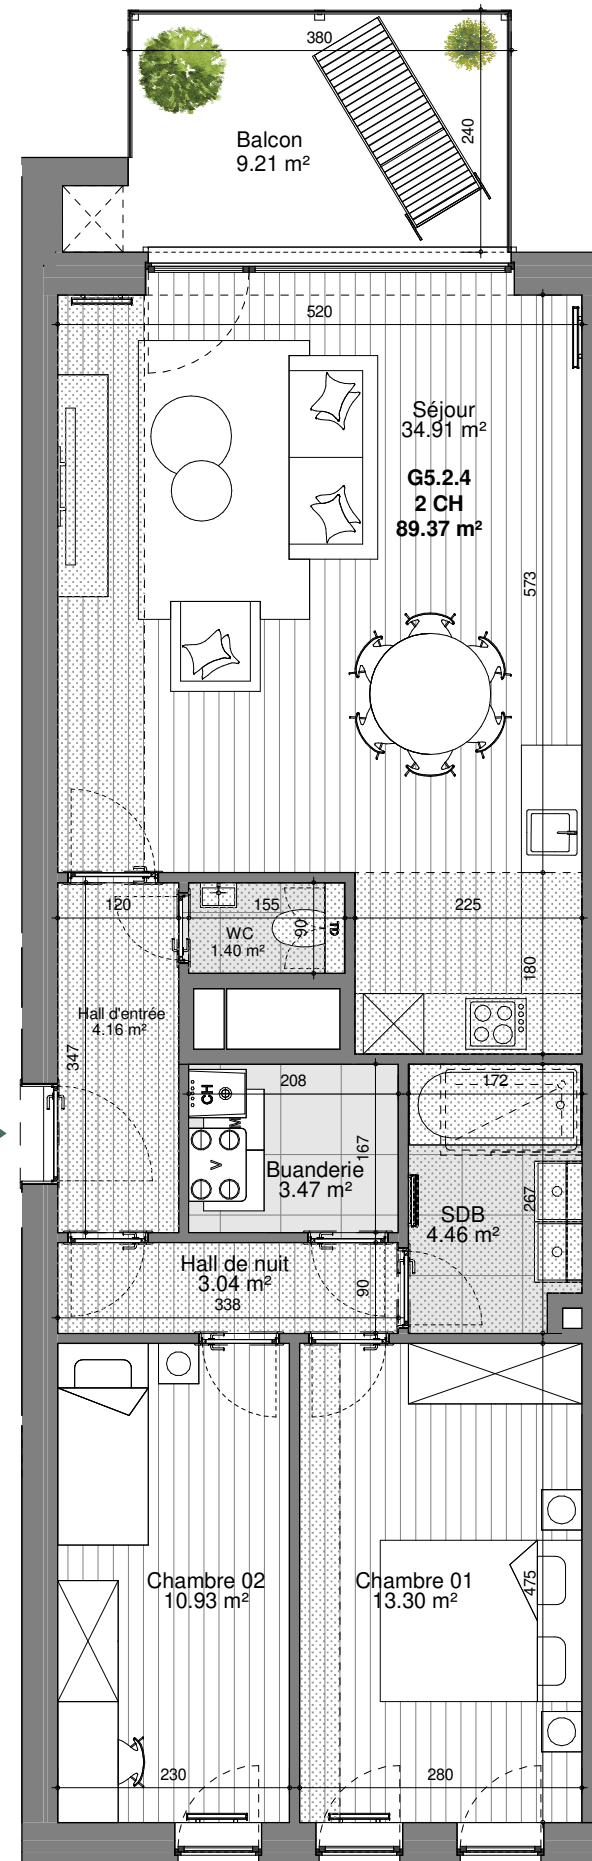 380
240
Balcon
9.21 m²
520
Séjour
34.91 m²
G5.2.4
2 CH
89.37 m²
573
120
155
225
WC
1.40 m²
90
180
Hall d'entrée
4.16 m²
347
208
172
CH
V
167
Buanderie
3.47 m²
SDB
4.46 m²
267
Hall de nuit
3.04 m²
338
90
Chambre 02
10.93 m²
Chambre 01
13.30 m²
475
230
280